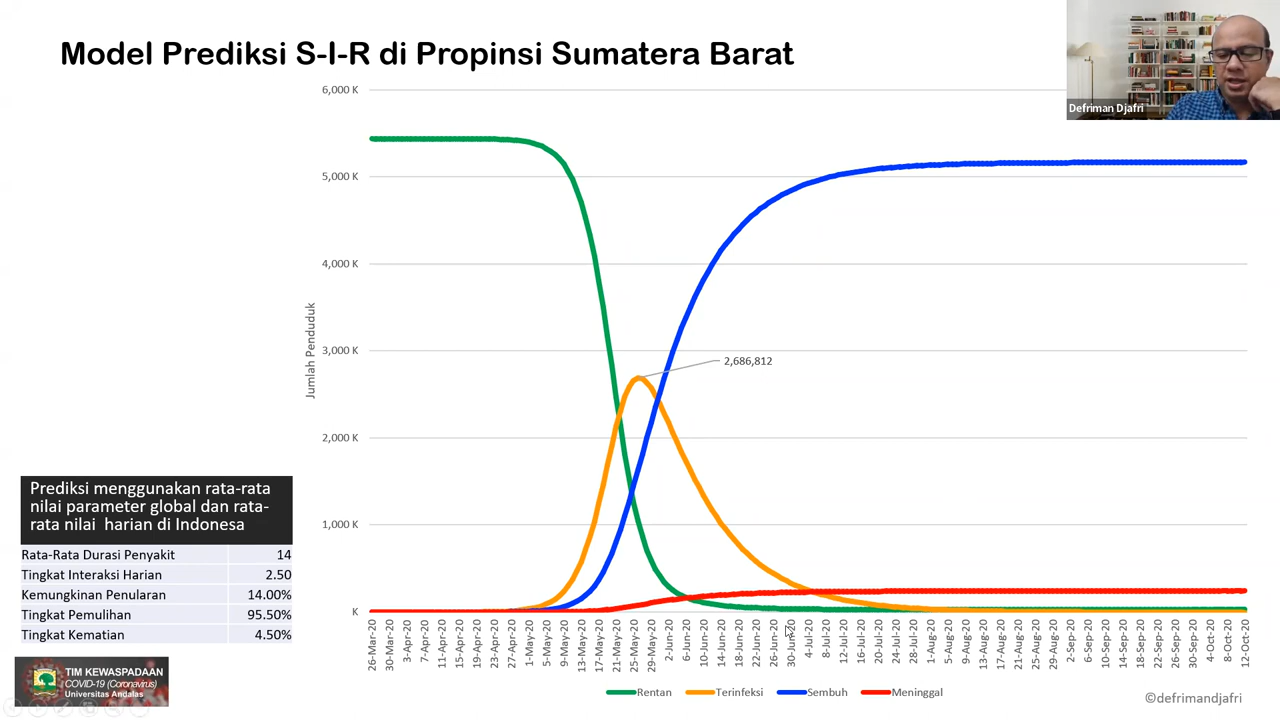 Model Prediksi S-I-R di Propinsi Sumatera Barat
Defriman Djafri
6,000 K
5,000 K
4,000 K
3,000 K
2,000 K
1,000 K
K
Jumlah Penduduk
2,686,812
26-Mar-20
30-Mar-20
3-Apr-20
7-Apr-20
11-Apr-20
15-Apr-20
19-Apr-20
23-Apr-20
27-Apr-20
1-May-20
5-May-20
9-May-20
13-May-20
17-May-20
21-May-20
25-May-20
29-May-20
2-Jun-20
6-Jun-20
10-Jun-20
14-Jun-20
18-Jun-20
22-Jun-20
26-Jun-20
30-Jun-20
4-Jul-20
8-Jul-20
12-Jul-20
16-Jul-20
20-Jul-20
24-Jul-20
28-Jul-20
1-Aug-20
5-Aug-20
9-Aug-20
13-Aug-20
17-Aug-20
21-Aug-20
25-Aug-20
29-Aug-20
2-Sep-20
6-Sep-20
10-Sep-20
14-Sep-20
18-Sep-20
22-Sep-20
26-Sep-20
30-Sep-20
4-Oct-20
8-Oct-20
12-Oct-20
Rentan Terinfeksi Sembuh Meninggal
Prediksi menggunakan rata-rata
nilai parameter global dan rata-
rata nilai harian di Indonesa
Rata-Rata Durasi Penyakit 14
Tingkat Interaksi Harian 2.50
Kemungkinan Penularan 14.00%
Tingkat Pemulihan 95.50%
Tingkat Kematian 4.50%
TIM KEWASPADAAN
COVID-19 (Coronavirus)
Universitas Andalas
©defrimandjafri